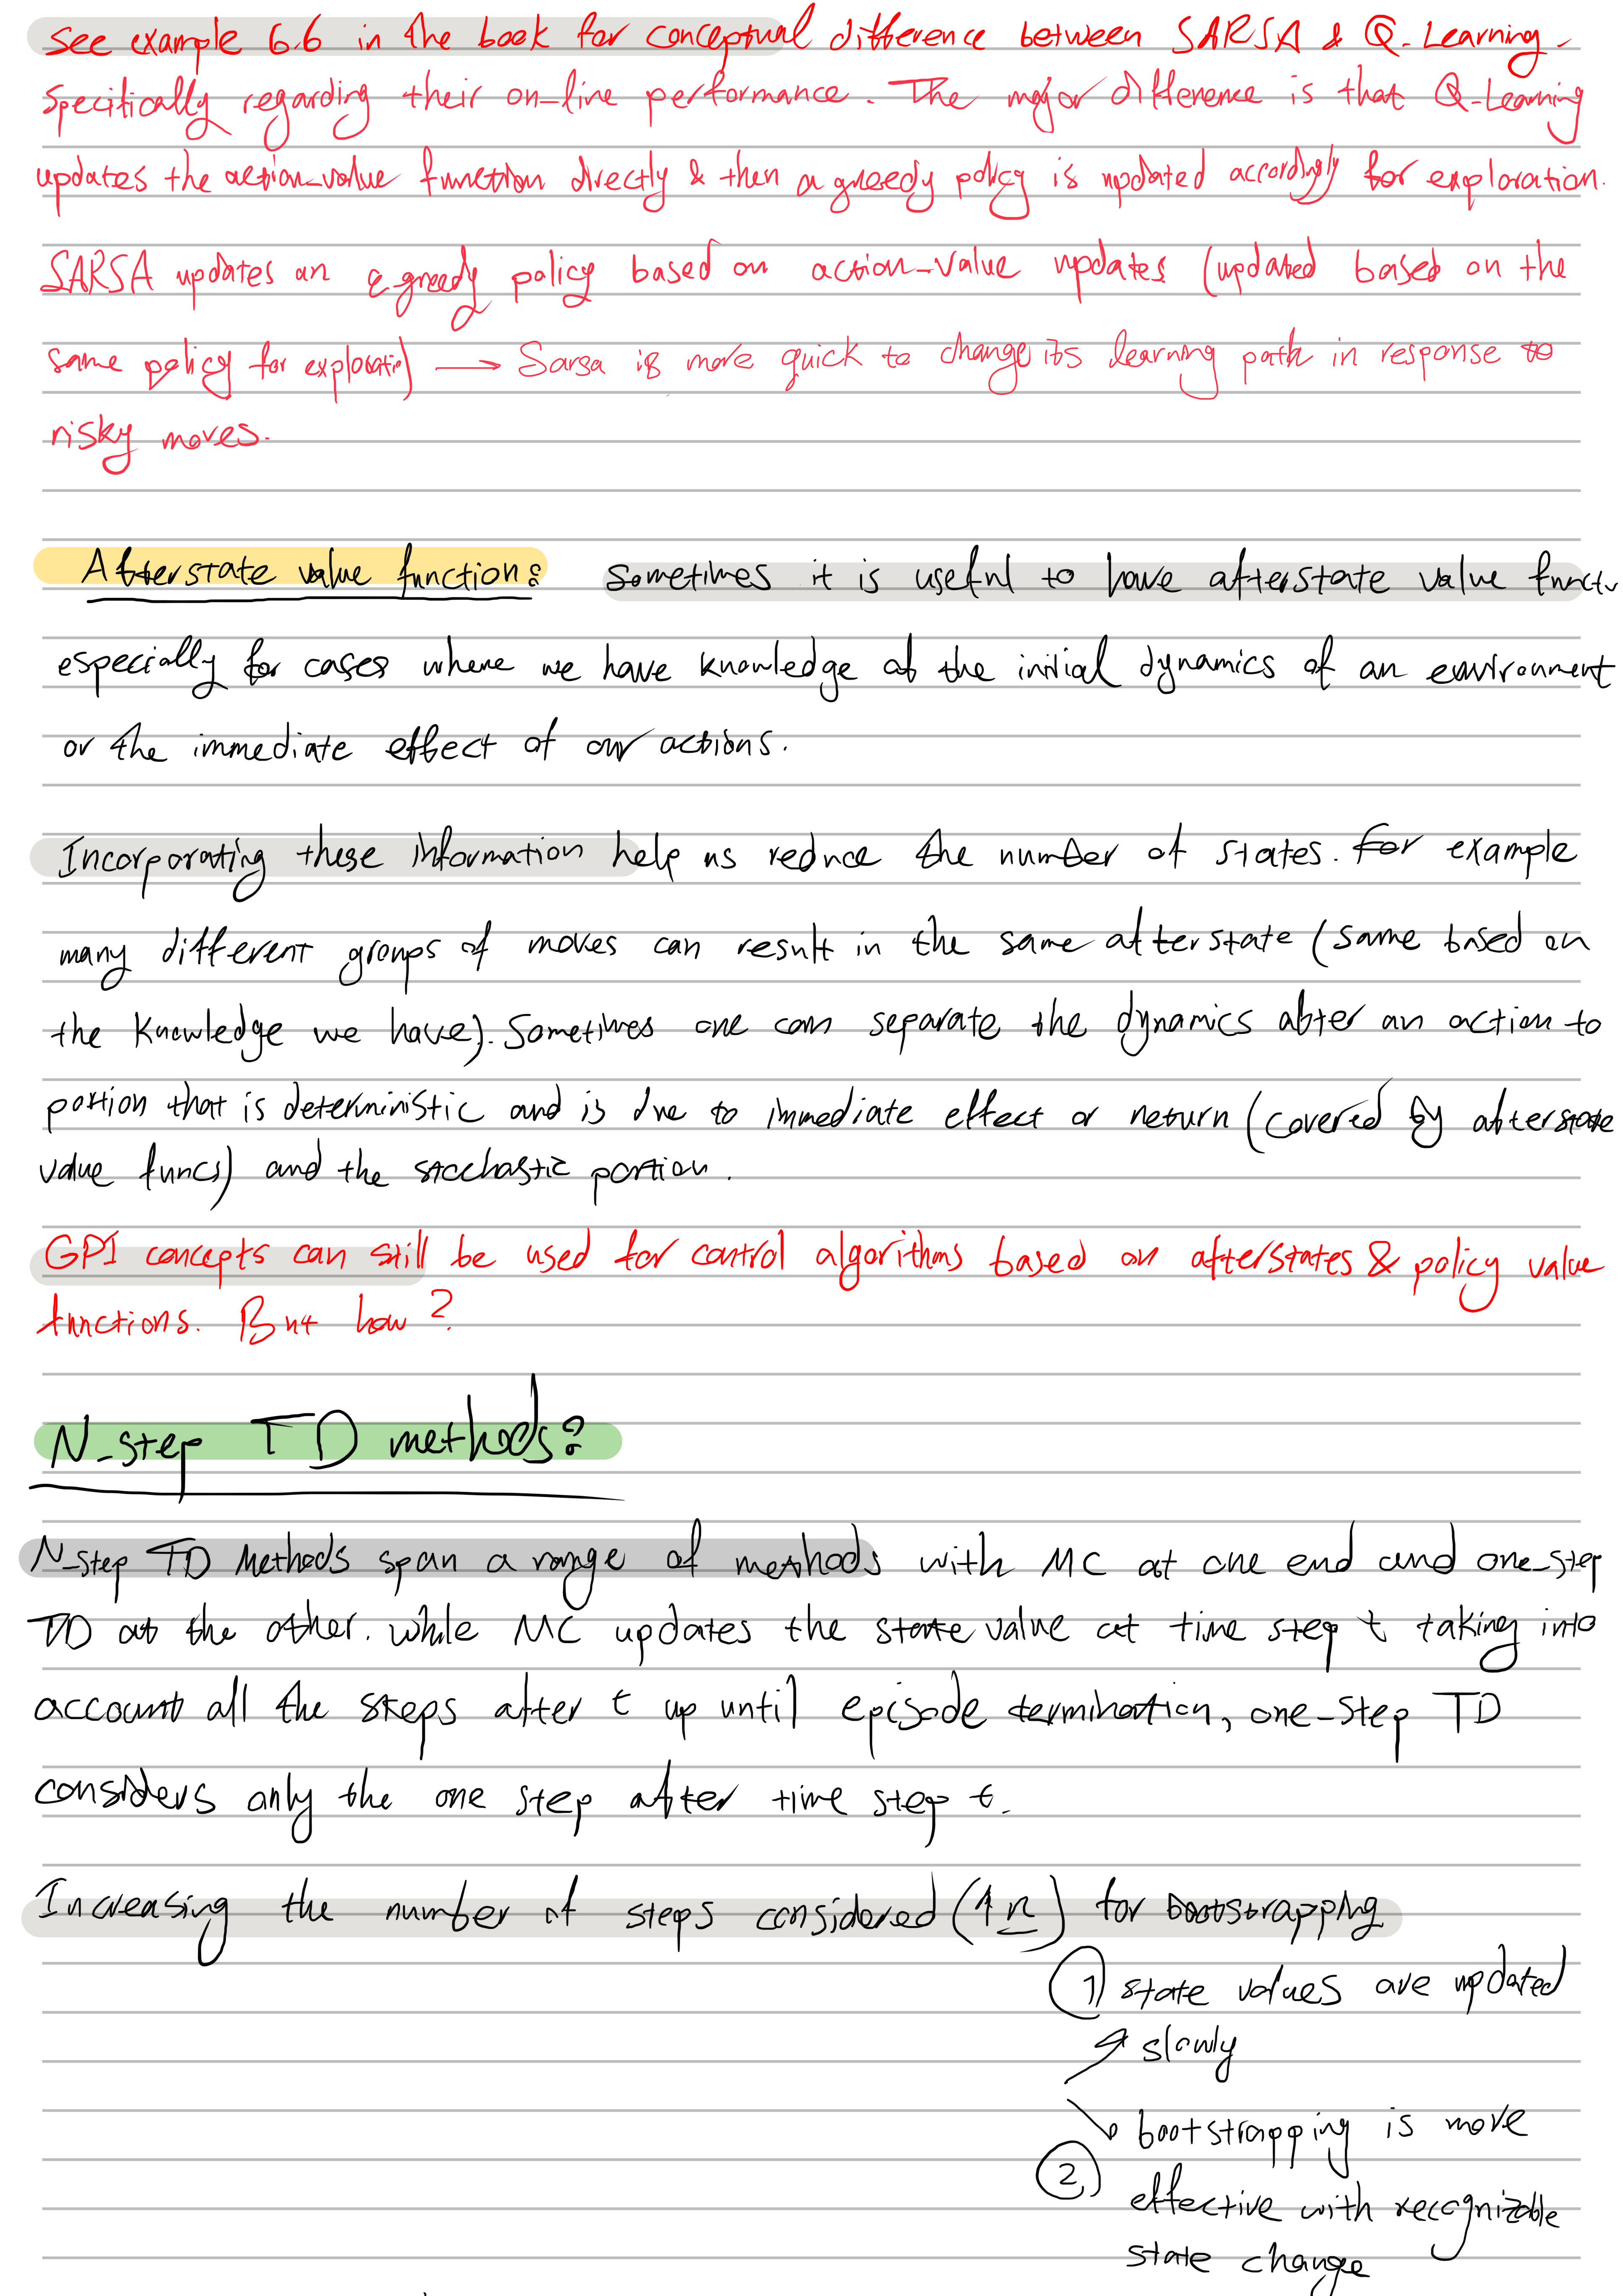 see example 6.6 in the book for conceptual difference between SARSA & Q-Learning -
specifically regarding their on-line performance. The major difference is that Q-Learning
updates the action-value function directly & then a greedy policy is updated accordingly for exploration.
SARSA updates an ε-greedy policy based on action-value updates (updated based on the
same policy for exploratio) → Sarsa is more quick to change its learning path in response to
risky moves.
Afterstate value function: Sometimes it is useful to have afterstate value functi
especially for cases where we have knowledge of the initial dynamics of an environment
or the immediate effect of our actions.
Incorporating these information help us reduce the number of states. For example
many different groups of moves can result in the same afterstate (same based on
the knowledge we have). Sometimes one can separate the dynamics after an action to
portion that is deterministic and is due to immediate effect or return (covered by afterstate
value funcs) and the stochastic portion.
GPI concepts can still be used for control algorithms based on afterstates & policy value
functions. But how?
N-step TD methods:
N-step TD Methods span a range of methods with MC at one end and one-step
TD at the other. while MC updates the state value at time step t taking into
account all the steps after t up until episode termination, one-step TD
considers only the one step after time step t.
Increasing the number of steps considered (↑n) for bootstrapping
① state values are updated
↗ slowly
↘ bootstrapping is more
② effective with recognizable
state change